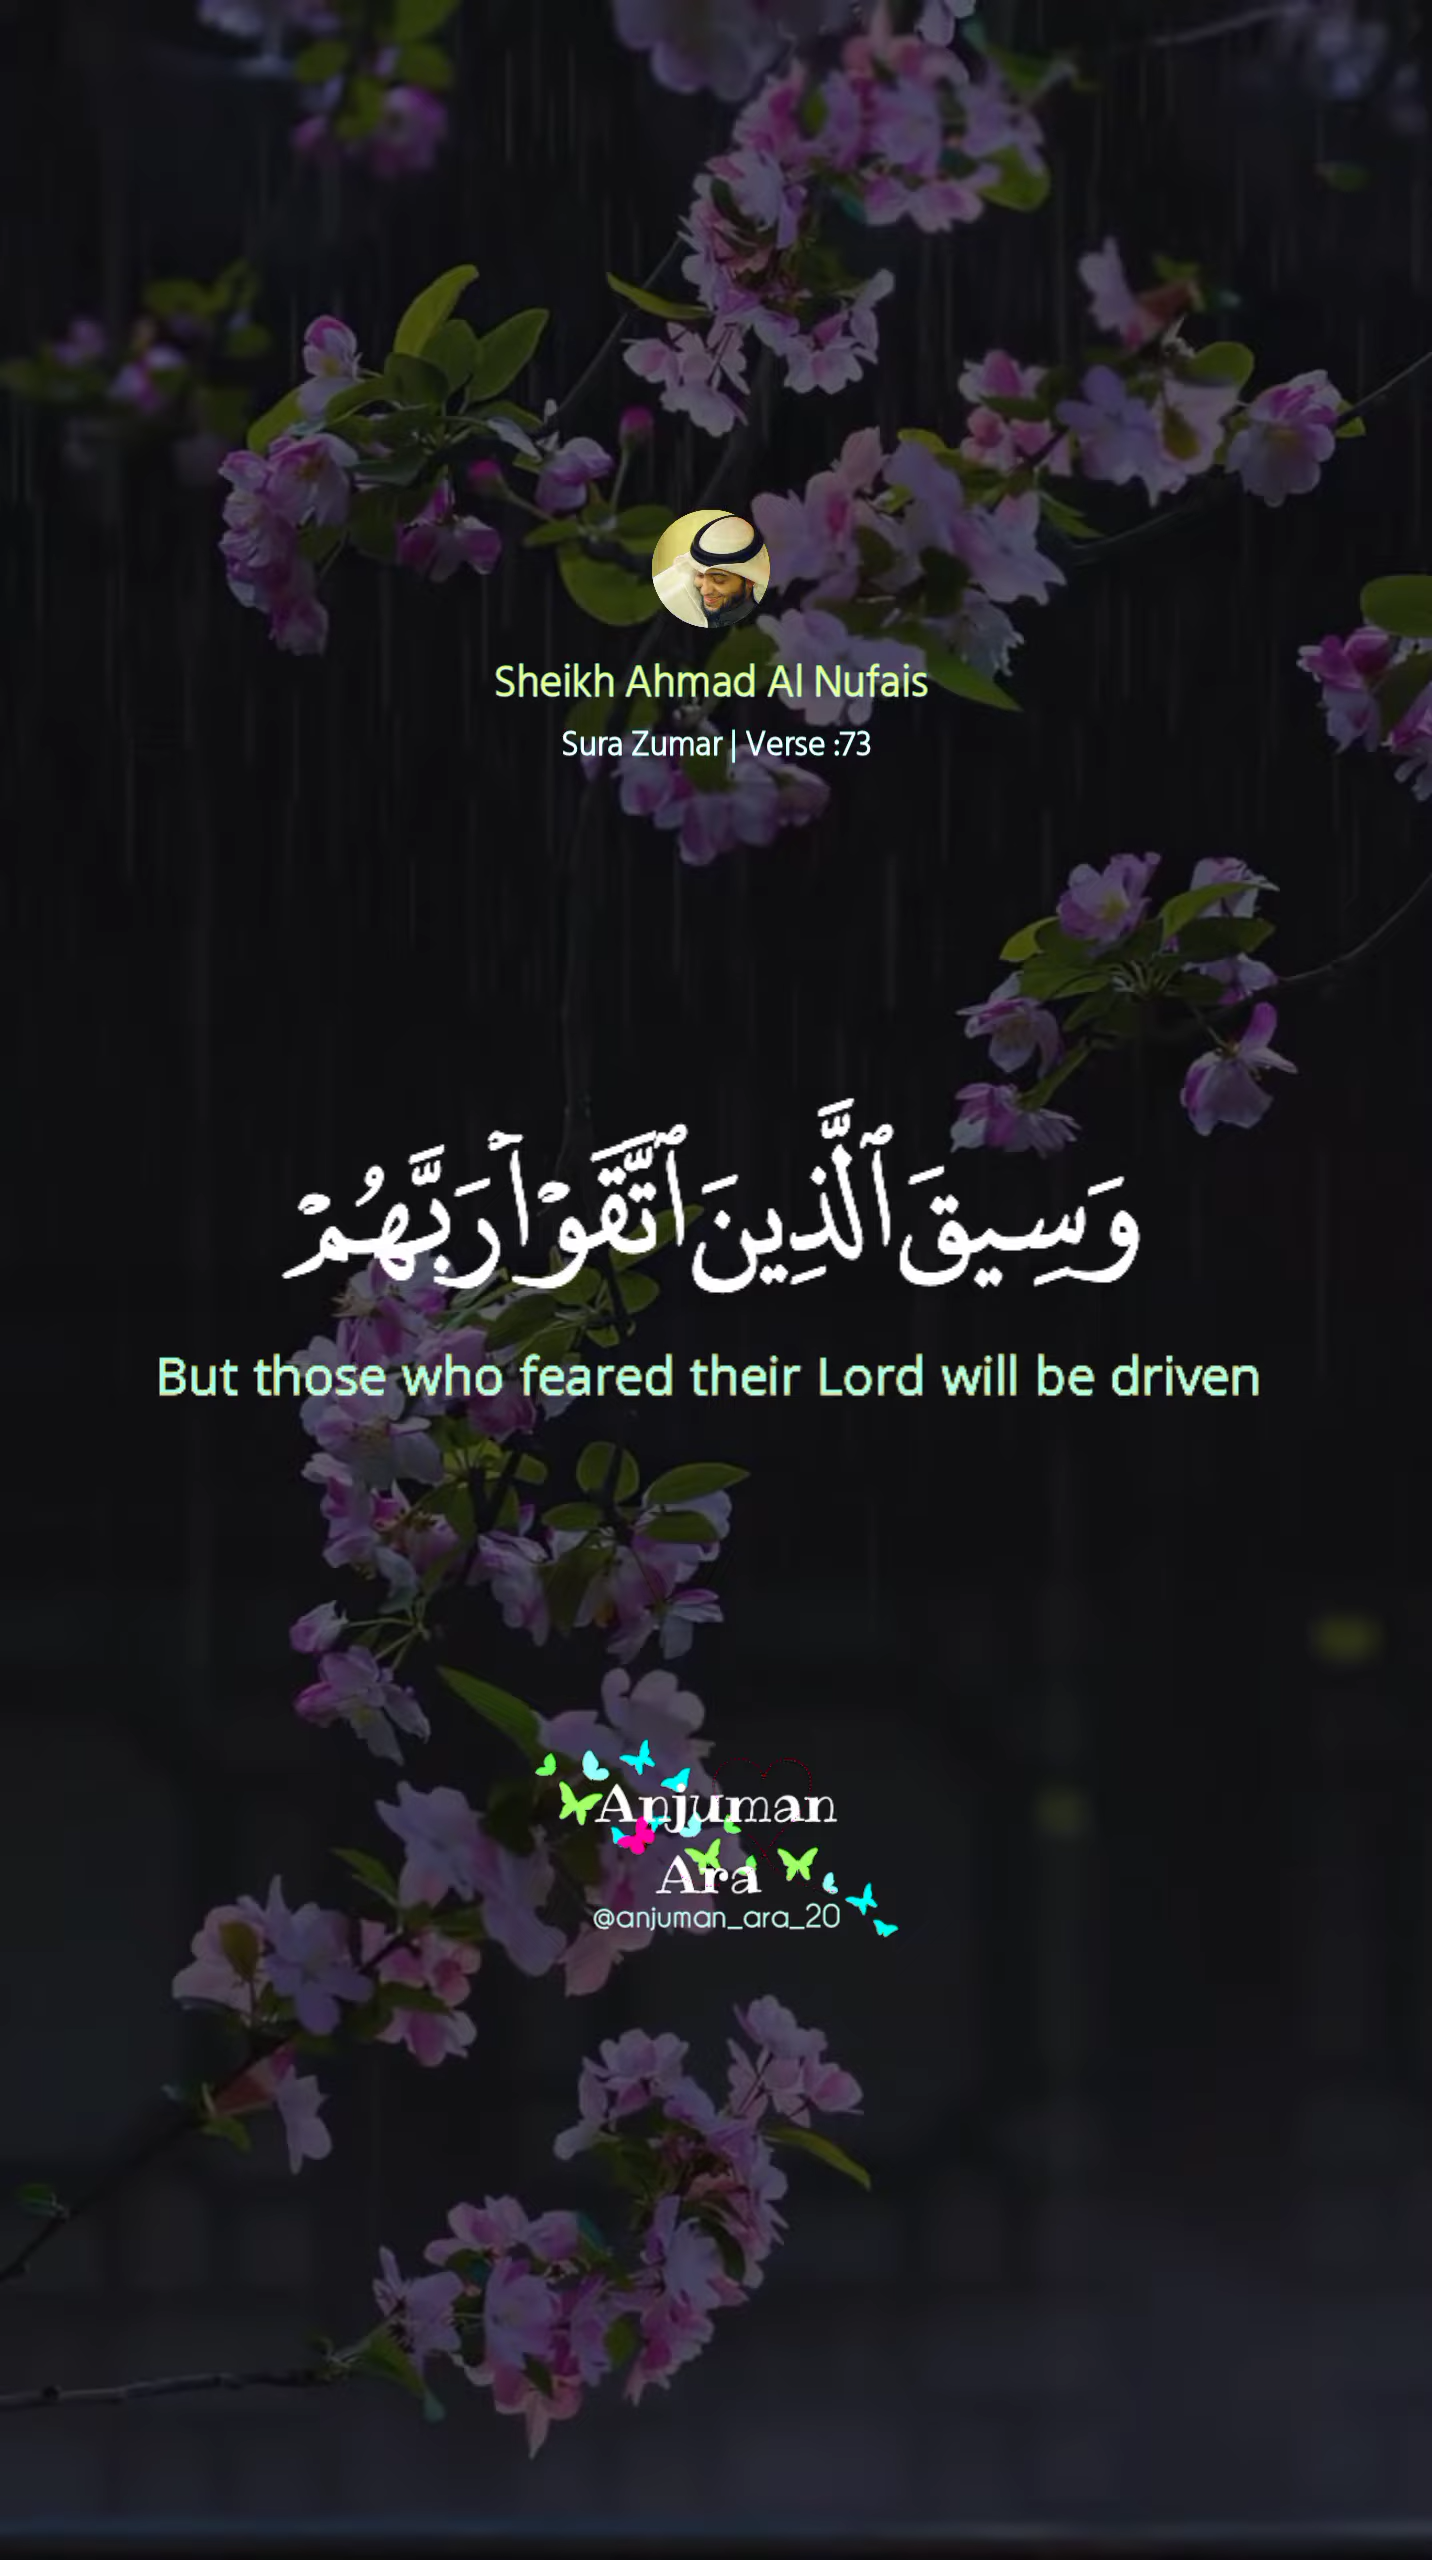 Sheikh Ahmad Al Nufais
Sura Zumar | Verse :73
وَسِيقَ ٱلَّذِينَ ٱتَّقَوْا۟ رَبَّهُمْ
But those who feared their Lord will be driven
Anjuman
Ara
@anjuman_ara_20